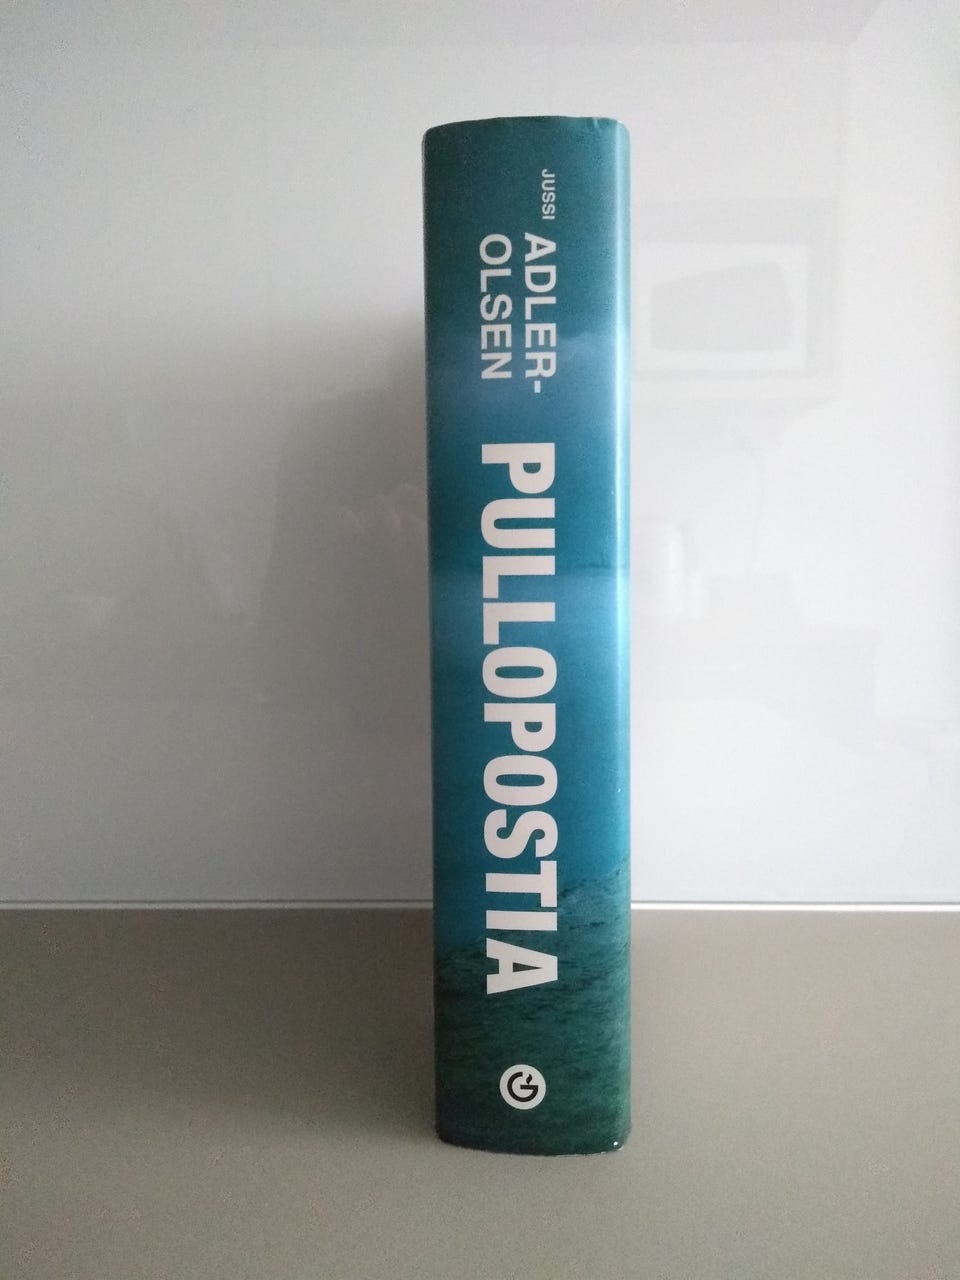 JUSSI ADLER-
OLSEN
PULLOPOSTIA
G